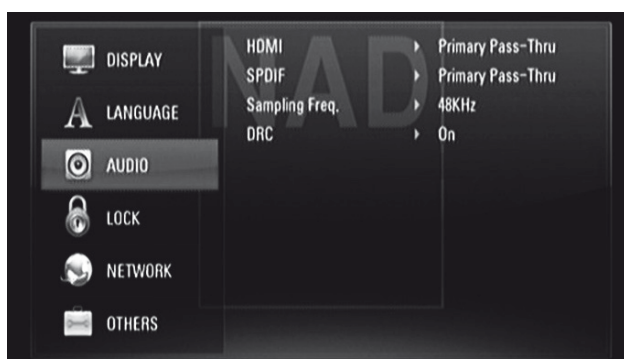 NAD
DISPLAY
LANGUAGE
AUDIO
LOCK
NETWORK
OTHERS
HDMI Primary Pass-Thru
SPDIF Primary Pass-Thru
Sampling Freq. 48KHz
DRC On